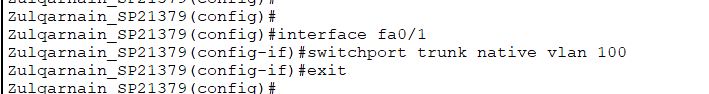 Zulqarnain_SP21379(config)#
Zulqarnain_SP21379(config)#
Zulqarnain_SP21379(config)#interface fa0/1
Zulqarnain_SP21379(config-if)#switchport trunk native vlan 100
Zulqarnain_SP21379(config-if)#exit
Zulqarnain_SP21379(config)#